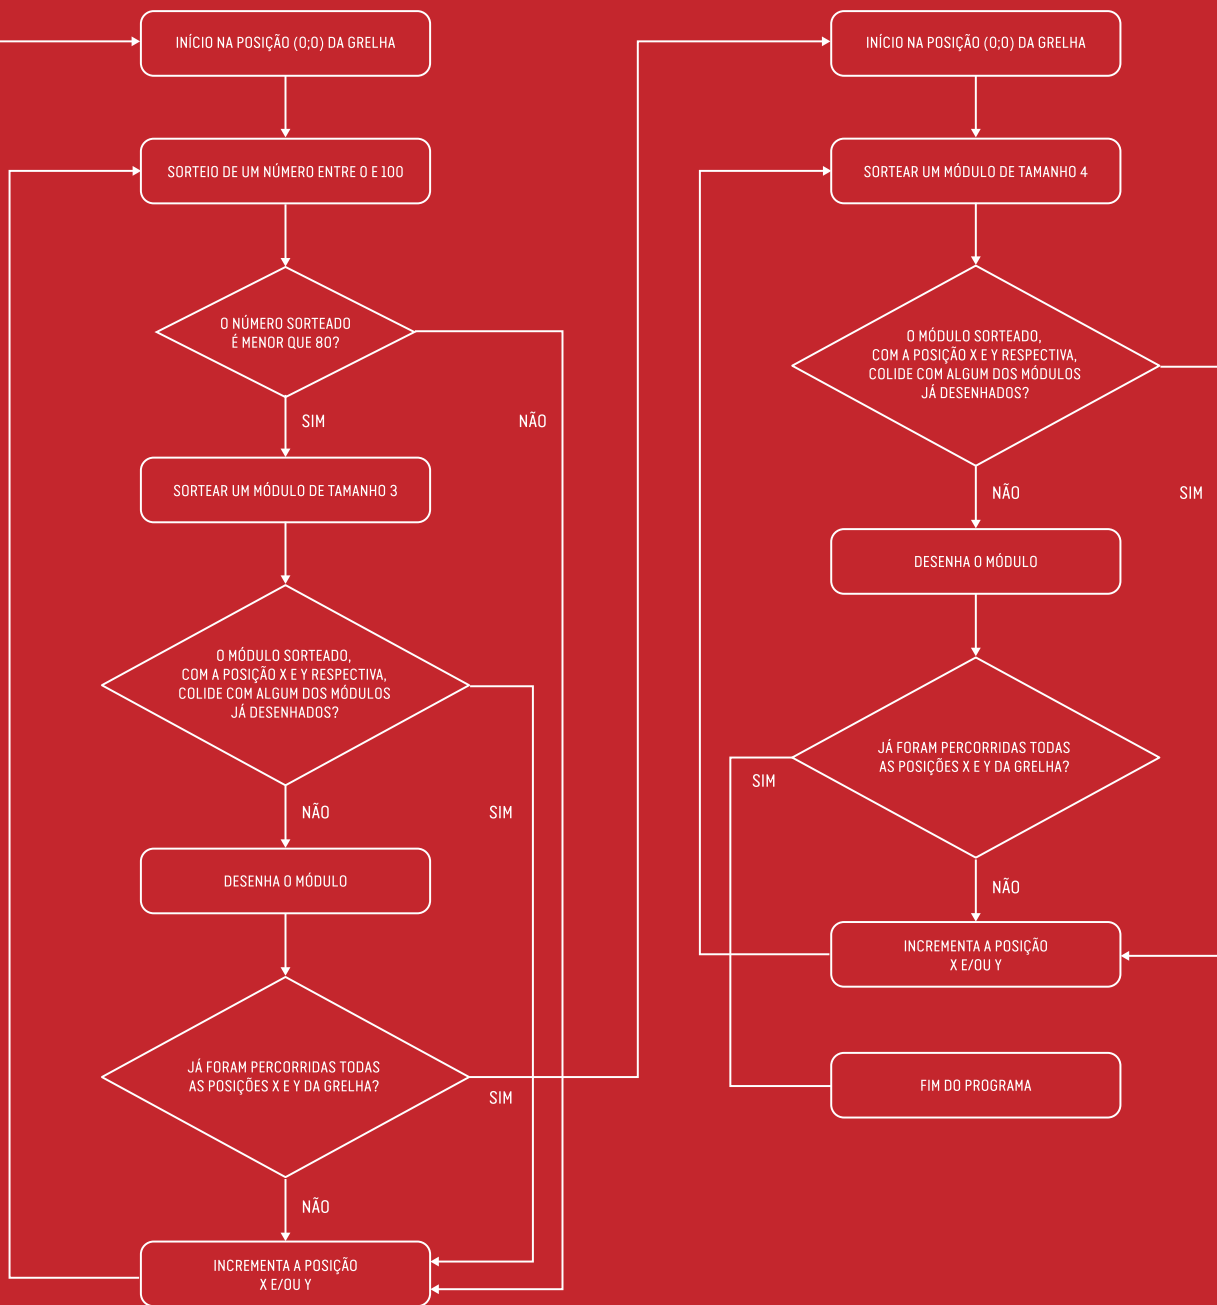 INÍCIO NA POSIÇÃO (0;0) DA GRELHA
SORTEIO DE UM NÚMERO ENTRE 0 E 100
O NÚMERO SORTEADO
É MENOR QUE 80?
SIM
NÃO
SORTEAR UM MÓDULO DE TAMANHO 3
O MÓDULO SORTEADO,
COM A POSIÇÃO X E Y RESPECTIVA,
COLIDE COM ALGUM DOS MÓDULOS
JÁ DESENHADOS?
NÃO
SIM
DESENHA O MÓDULO
JÁ FORAM PERCORRIDAS TODAS
AS POSIÇÕES X E Y DA GRELHA?
SIM
NÃO
INCREMENTA A POSIÇÃO
X E/OU Y
INÍCIO NA POSIÇÃO (0;0) DA GRELHA
SORTEAR UM MÓDULO DE TAMANHO 4
O MÓDULO SORTEADO,
COM A POSIÇÃO X E Y RESPECTIVA,
COLIDE COM ALGUM DOS MÓDULOS
JÁ DESENHADOS?
NÃO
SIM
DESENHA O MÓDULO
JÁ FORAM PERCORRIDAS TODAS
AS POSIÇÕES X E Y DA GRELHA?
SIM
NÃO
INCREMENTA A POSIÇÃO
X E/OU Y
FIM DO PROGRAMA